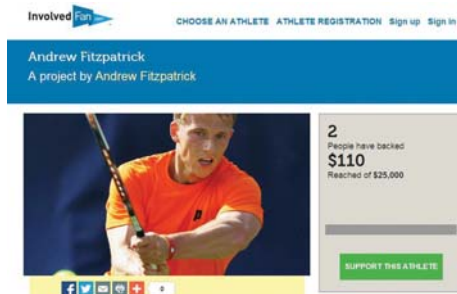 Involved Fan
CHOOSE AN ATHLETE ATHLETE REGISTRATION Sign up Sign in
Andrew Fitzpatrick
A project by Andrew Fitzpatrick
2
People have backed
$110
Reached of $25,000
SUPPORT THIS ATHLETE
0